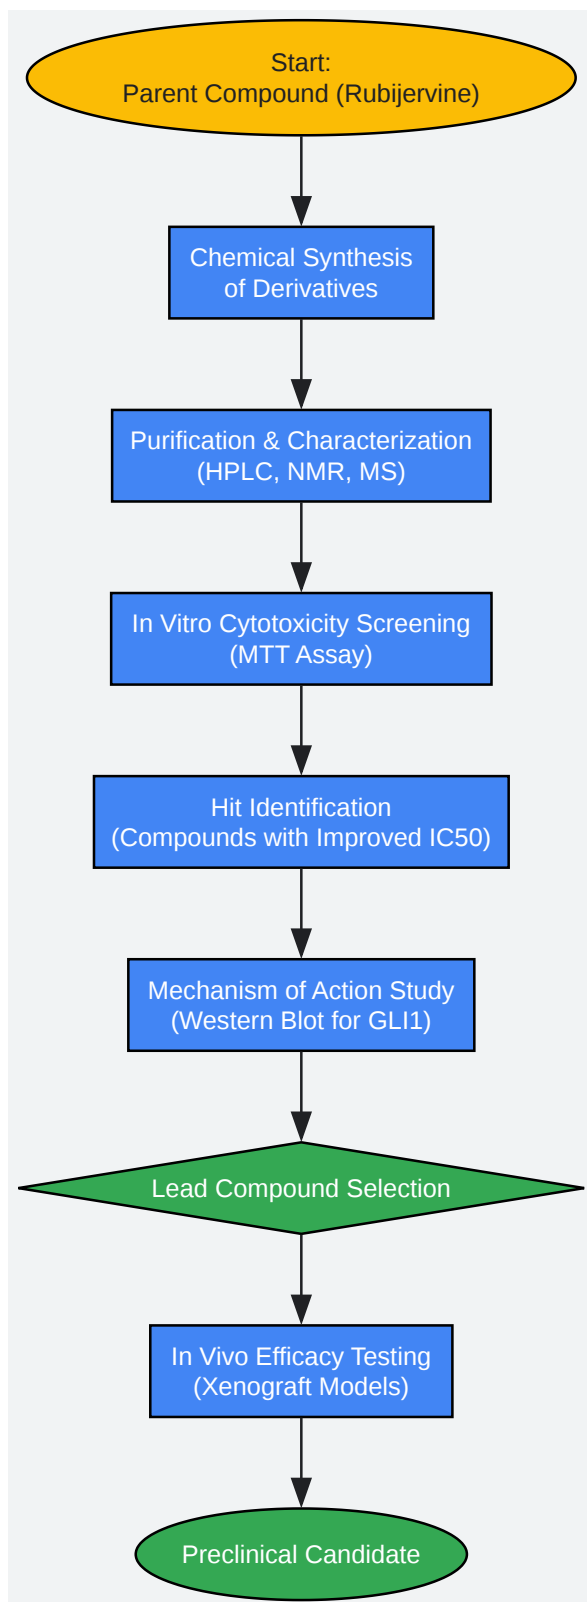 Start:
Parent Compound (Rubijervine)
Chemical Synthesis
of Derivatives
Purification & Characterization
(HPLC, NMR, MS)
In Vitro Cytotoxicity Screening
(MTT Assay)
Hit Identification
(Compounds with Improved IC50)
Mechanism of Action Study
(Western Blot for GLI1)
Lead Compound Selection
In Vivo Efficacy Testing
(Xenograft Models)
Preclinical Candidate